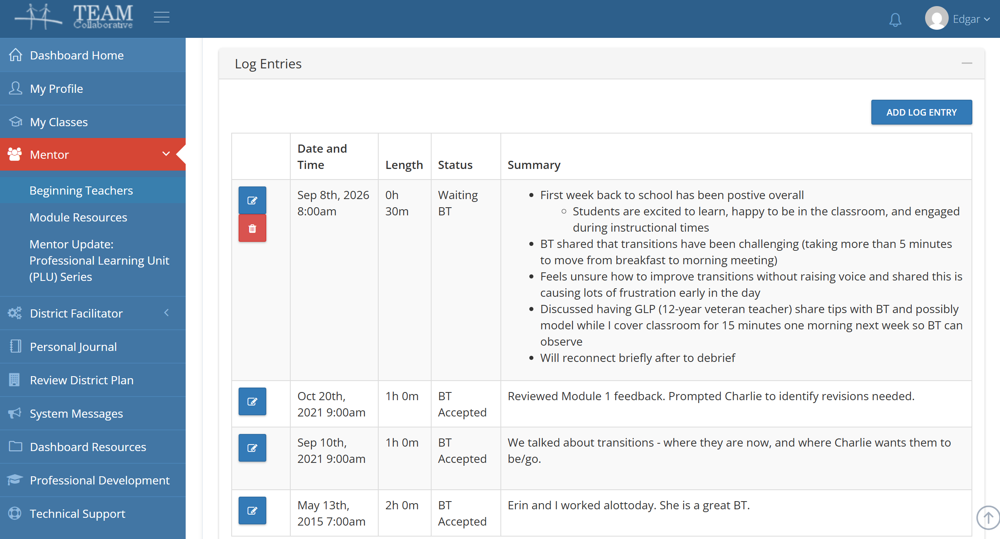 TEAM
Collaborative
Edgar
Dashboard Home
My Profile
My Classes
Mentor
Beginning Teachers
Module Resources
Mentor Update:
Professional Learning Unit
(PLU) Series
District Facilitator
Personal Journal
Review District Plan
System Messages
Dashboard Resources
Professional Development
Technical Support
Log Entries
ADD LOG ENTRY
Date and
Time
Length
Status
Summary
Sep 8th, 2026
8:00am
0h
30m
Waiting
BT
• First week back to school has been postive overall
○ Students are excited to learn, happy to be in the classroom, and engaged
during instructional times
• BT shared that transitions have been challenging (taking more than 5 minutes
to move from breakfast to morning meeting)
• Feels unsure how to improve transitions without raising voice and shared this is
causing lots of frustration early in the day
• Discussed having GLP (12-year veteran teacher) share tips with BT and possibly
model while I cover classroom for 15 minutes one morning next week so BT can
observe
• Will reconnect briefly after to debrief
Oct 20th,
2021 9:00am
1h 0m
BT
Accepted
Reviewed Module 1 feedback. Prompted Charlie to identify revisions needed.
Sep 10th,
2021 9:00am
1h 0m
BT
Accepted
We talked about transitions - where they are now, and where Charlie wants them to
be/go.
May 13th,
2015 7:00am
2h 0m
BT
Accepted
Erin and I worked alottoday. She is a great BT.